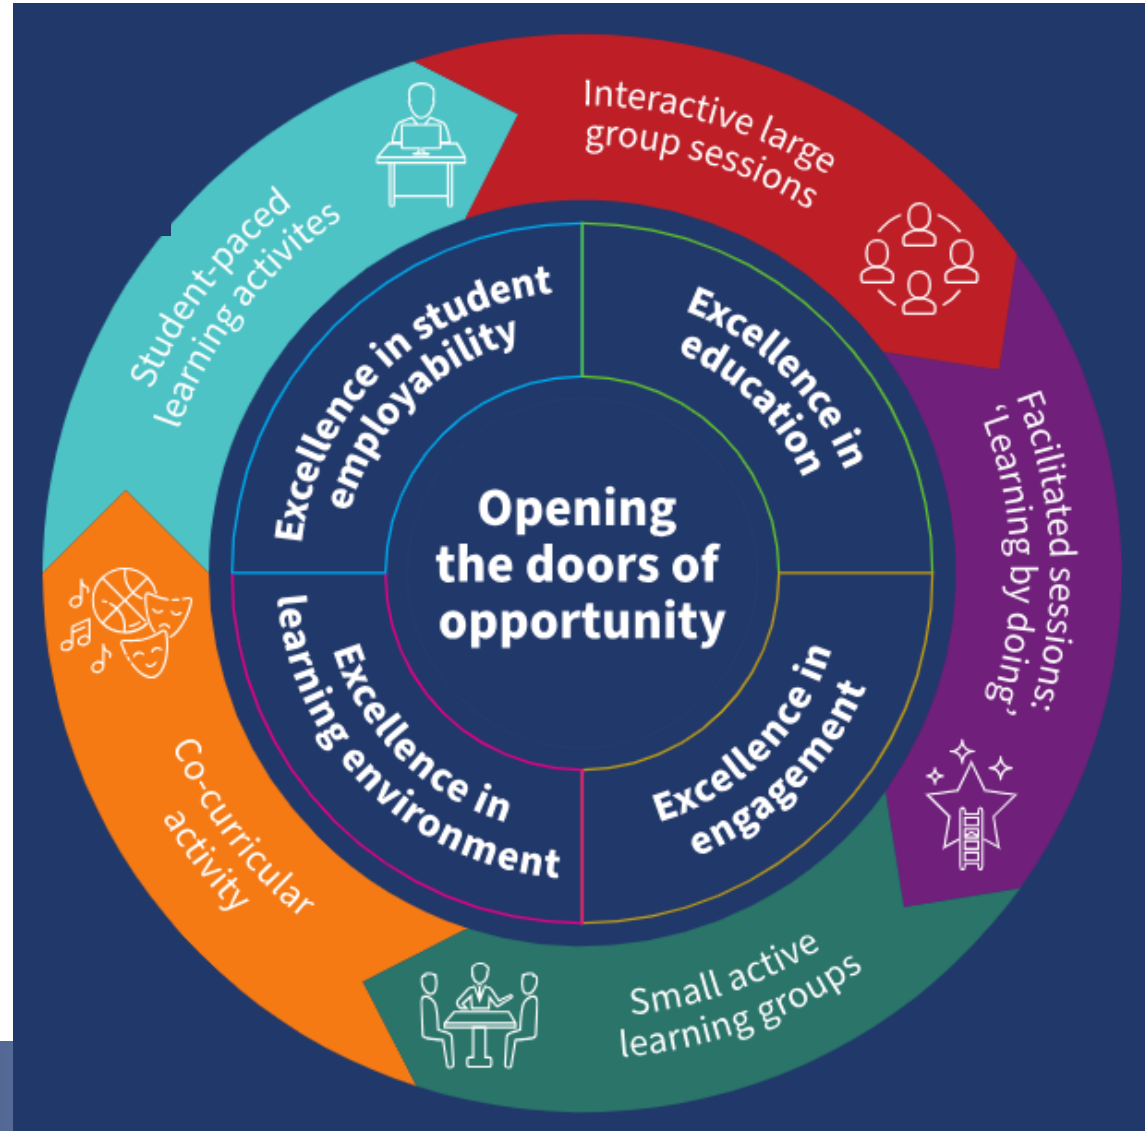 Interactive large
group sessions
Facilitated sessions:
‘Learning by doing’
Small active
learning groups
Co-curricular
activity
Student-paced
learning activites
Excellence in student
employability
Excellence in
education
Excellence in
engagement
Excellence in
learning environment
Opening
the doors of
opportunity